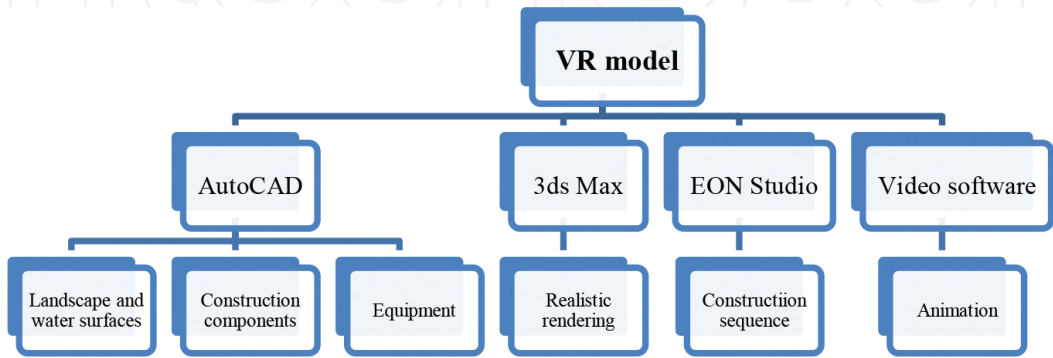 VR model
AutoCAD
3ds Max
EON Studio
Video software
Landscape and
water surfaces
Construction
components
Equipment
Realistic
rendering
Constructiion
sequence
Animation